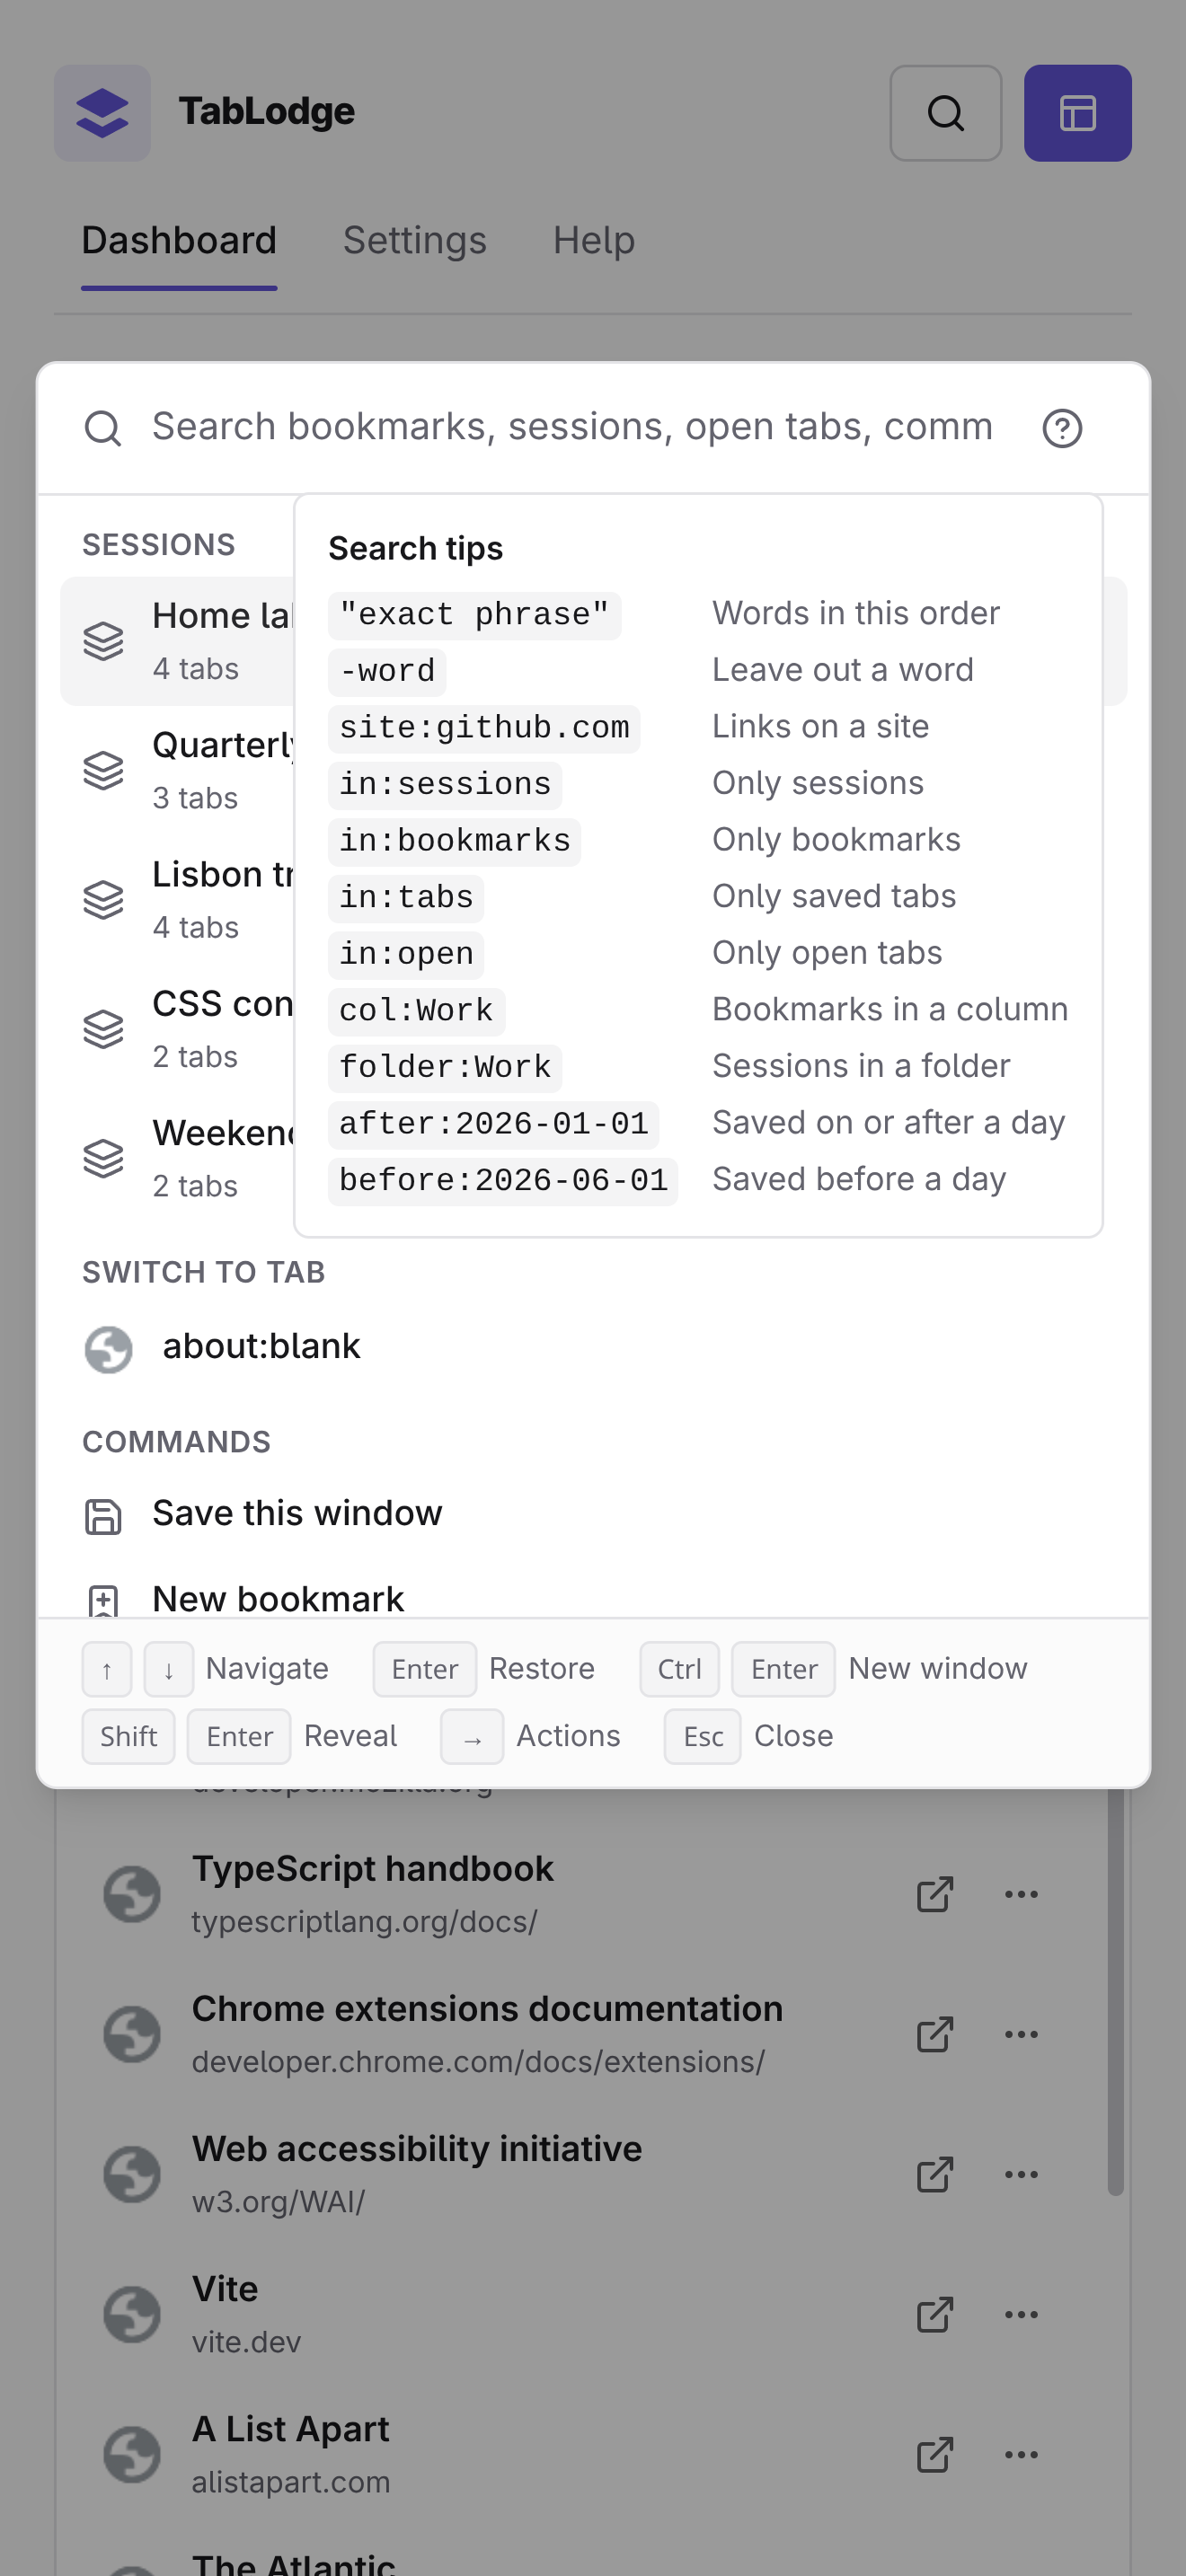 TabLodge
Dashboard Settings Help
Search bookmarks, sessions, open tabs, comm
SESSIONS
Home
4 tabs
Quarterly
3 tabs
Lisbon
4 tabs
CSS
2 tabs
2 tabs
Search tips
"exact phrase" Words in this order
-word Leave out a word
site:github.com Links on a site
in:sessions Only sessions
in:bookmarks Only bookmarks
in:tabs Only saved tabs
in:open Only open tabs
col:Work Bookmarks in a column
folder:Work Sessions in a folder
after:2026-01-01 Saved on or after a day
before:2026-06-01 Saved before a day
SWITCH TO TAB
about:blank
COMMANDS
Save this window
New bookmark
↑ ↓ Navigate Enter Restore Ctrl Enter New window
Shift Enter Reveal → Actions Esc Close
developer.mozilla.org
TypeScript handbook
typescriptlang.org/docs/
Chrome extensions documentation
developer.chrome.com/docs/extensions/
Web accessibility initiative
w3.org/WAI/
Vite
vite.dev
A List Apart
alistapart.com
The Atlantic